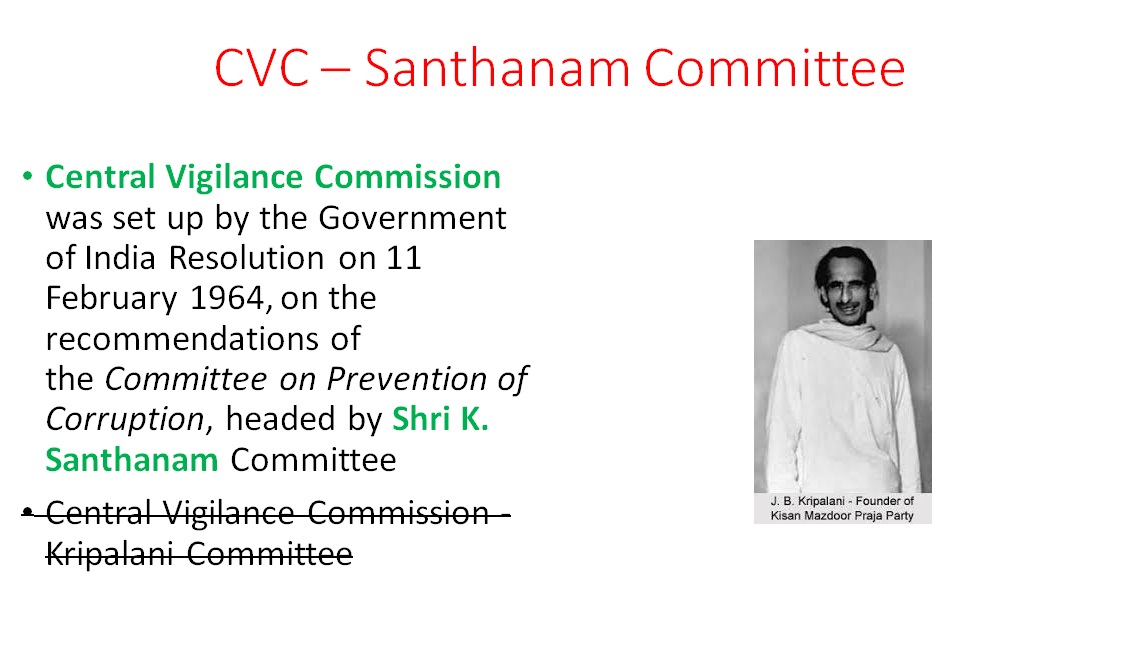 CVC – Santhanam Committee
• Central Vigilance Commission
was set up by the Government
of India Resolution on 11
February 1964, on the
recommendations of
the Committee on Prevention of
Corruption, headed by Shri K.
Santhanam Committee
• Central Vigilance Commission -
Kripalani Committee
J. B. Kripalani - Founder of
Kisan Mazdoor Praja Party